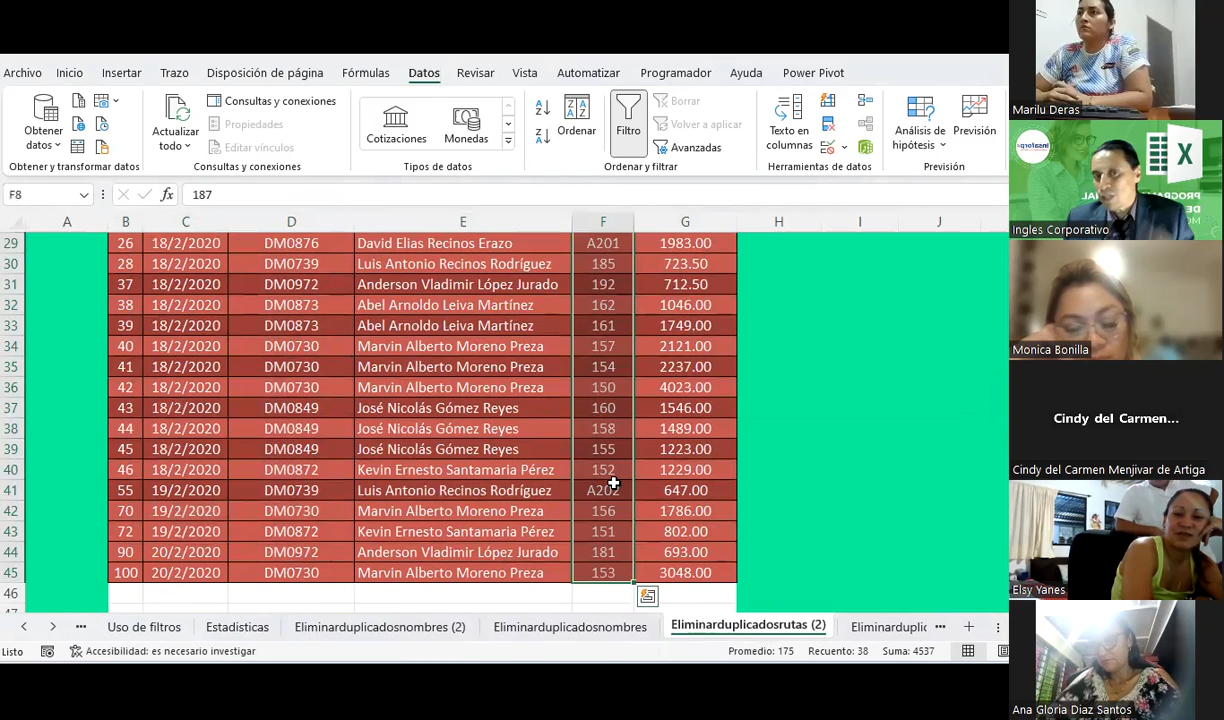 Archivo Inicio Insertar Trazo Disposición de página Fórmulas Datos Revisar Vista Automatizar Programador Ayuda Power Pivot
Obtener datos
Actualizar todo
Consultas y conexiones
Propiedades
Editar vínculos
Cotizaciones
Monedas
Ordenar
Filtro
Borrar
Volver a aplicar
Avanzadas
Texto en columnas
Análisis de hipótesis
Previsión
Obtener y transformar datos Consultas y conexiones Tipos de datos Ordenar y filtrar Herramientas de datos Previsión
F8 fx 187
A B C D E F G H I J
29 26 18/2/2020 DM0876 David Elias Recinos Erazo A201 1983.00
30 28 18/2/2020 DM0739 Luis Antonio Recinos Rodríguez 185 723.50
31 37 18/2/2020 DM0972 Anderson Vladimir López Jurado 192 712.50
32 38 18/2/2020 DM0873 Abel Arnoldo Leiva Martínez 162 1046.00
33 39 18/2/2020 DM0873 Abel Arnoldo Leiva Martínez 161 1749.00
34 40 18/2/2020 DM0730 Marvin Alberto Moreno Preza 157 2121.00
35 41 18/2/2020 DM0730 Marvin Alberto Moreno Preza 154 2237.00
36 42 18/2/2020 DM0730 Marvin Alberto Moreno Preza 150 4023.00
37 43 18/2/2020 DM0849 José Nicolás Gómez Reyes 160 1546.00
38 44 18/2/2020 DM0849 José Nicolás Gómez Reyes 158 1489.00
39 45 18/2/2020 DM0849 José Nicolás Gómez Reyes 155 1223.00
40 46 18/2/2020 DM0872 Kevin Ernesto Santamaria Pérez 152 1229.00
41 55 19/2/2020 DM0739 Luis Antonio Recinos Rodríguez A202 647.00
42 70 19/2/2020 DM0730 Marvin Alberto Moreno Preza 156 1786.00
43 72 19/2/2020 DM0872 Kevin Ernesto Santamaria Pérez 151 802.00
44 90 20/2/2020 DM0972 Anderson Vladimir López Jurado 181 693.00
45 100 20/2/2020 DM0730 Marvin Alberto Moreno Preza 153 3048.00
46
Uso de filtros Estadisticas Eliminarduplicadosnombres (2) Eliminarduplicadosnombres Eliminarduplicadosrutas (2) Eliminarduplic
Listo Accesibilidad: es necesario investigar Promedio: 175 Recuento: 38 Suma: 4537
Marilu Deras
Ingles Corporativo
Monica Bonilla
Cindy del Carmen...
Cindy del Carmen Menjivar de Artiga
Elsy Yanes
Ana Gloria Diaz Santos